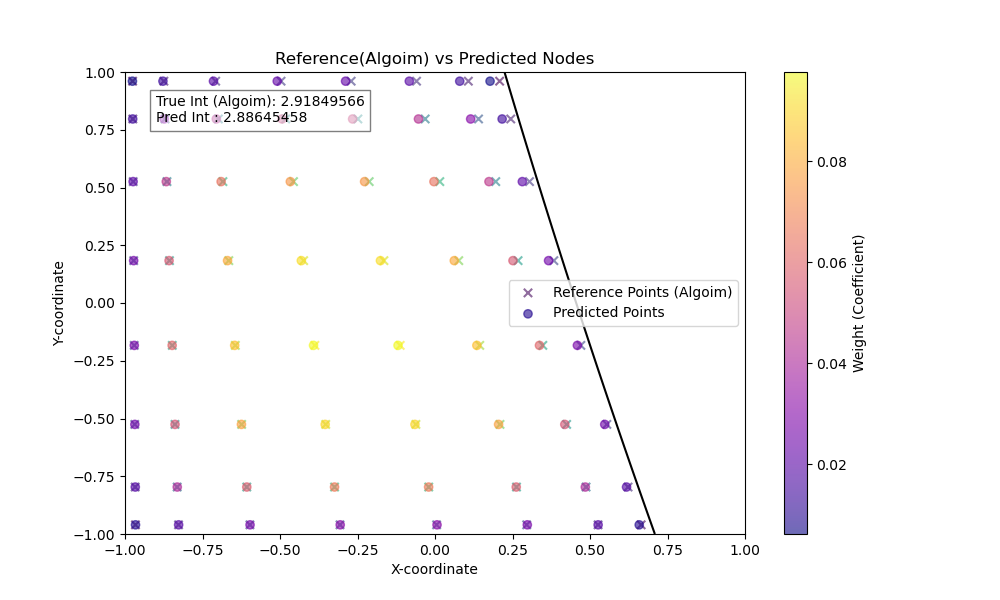 Reference(Algoim) vs Predicted Nodes
True Int (Algoim): 2.91849566
Pred Int : 2.88645458
1.00
0.75
0.50
0.25
0.00
−0.25
−0.50
−0.75
−1.00
Y-coordinate
Reference Points (Algoim)
Predicted Points
−1.00 −0.75 −0.50 −0.25 0.00 0.25 0.50 0.75 1.00
X-coordinate
0.08
0.06
0.04
0.02
Weight (Coefficient)